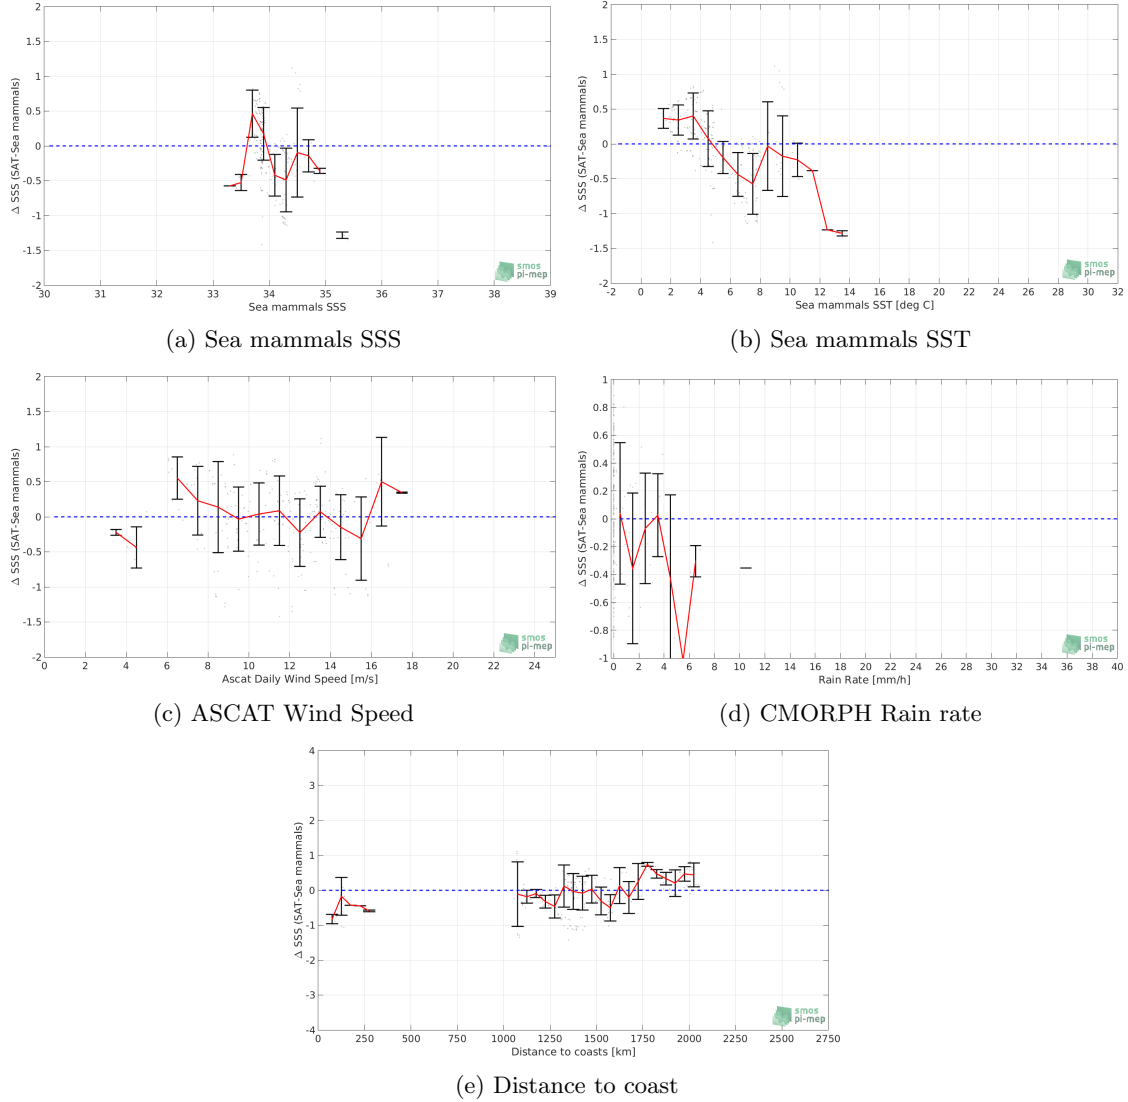 2
1.5
1
0.5
0
-0.5
-1
-1.5
-2
Δ SSS (SAT-Sea mammals)
30 31 32 33 34 35 36 37 38 39
Sea mammals SSS
smos
pi-mep
(a) Sea mammals SSS
2
1.5
1
0.5
0
-0.5
-1
-1.5
-2
Δ SSS (SAT-Sea mammals)
-2 0 2 4 6 8 10 12 14 16 18 20 22 24 26 28 30 32
Sea mammals SST [deg C]
smos
pi-mep
(b) Sea mammals SST
2
1.5
1
0.5
0
-0.5
-1
-1.5
-2
Δ SSS (SAT-Sea mammals)
0 2 4 6 8 10 12 14 16 18 20 22 24
Ascat Daily Wind Speed [m/s]
smos
pi-mep
(c) ASCAT Wind Speed
1
0.8
0.6
0.4
0.2
0
-0.2
-0.4
-0.6
-0.8
-1
Δ SSS (SAT-Sea mammals)
0 2 4 6 8 10 12 14 16 18 20 22 24 26 28 30 32 34 36 38 40
Rain Rate [mm/h]
smos
pi-mep
(d) CMORPH Rain rate
4
3
2
1
0
-1
-2
-3
-4
Δ SSS (SAT-Sea mammals)
0 250 500 750 1000 1250 1500 1750 2000 2250 2500 2750
Distance to coasts [km]
smos
pi-mep
(e) Distance to coast